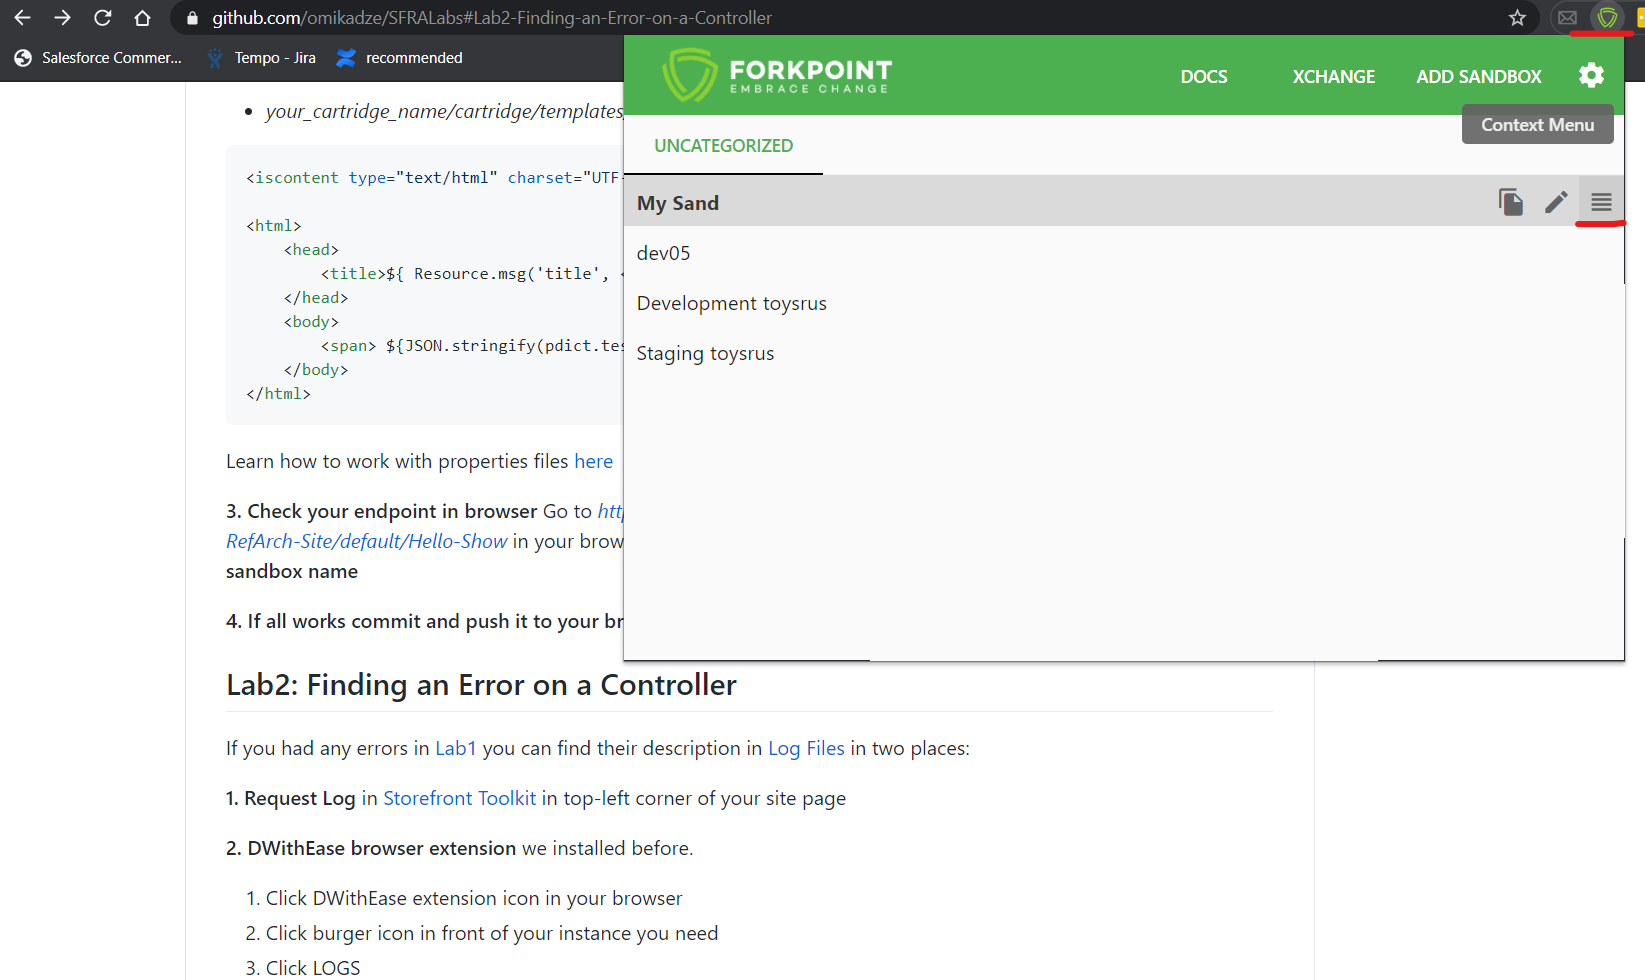 github.com/omikadze/SFRALabs#Lab2-Finding-an-Error-on-a-Controller
Salesforce Commer... Tempo - Jira recommended
FORKPOINT
EMBRACE CHANGE
DOCS XCHANGE ADD SANDBOX
Context Menu
UNCATEGORIZED
My Sand
dev05
Development toysrus
Staging toysrus
• your_cartridge_name/cartridge/templates/
<iscontent type="text/html" charset="UTF-
<html>
<head>
<title>${ Resource.msg('title', <
</head>
<body>
<span> ${JSON.stringify(pdict.tes
</body>
</html>
Learn how to work with properties files here
3. Check your endpoint in browser Go to http
RefArch-Site/default/Hello-Show in your brow
sandbox name
4. If all works commit and push it to your br
Lab2: Finding an Error on a Controller
If you had any errors in Lab1 you can find their description in Log Files in two places:
1. Request Log in Storefront Toolkit in top-left corner of your site page
2. DWithEase browser extension we installed before.
1. Click DWithEase extension icon in your browser
2. Click burger icon in front of your instance you need
3. Click LOGS